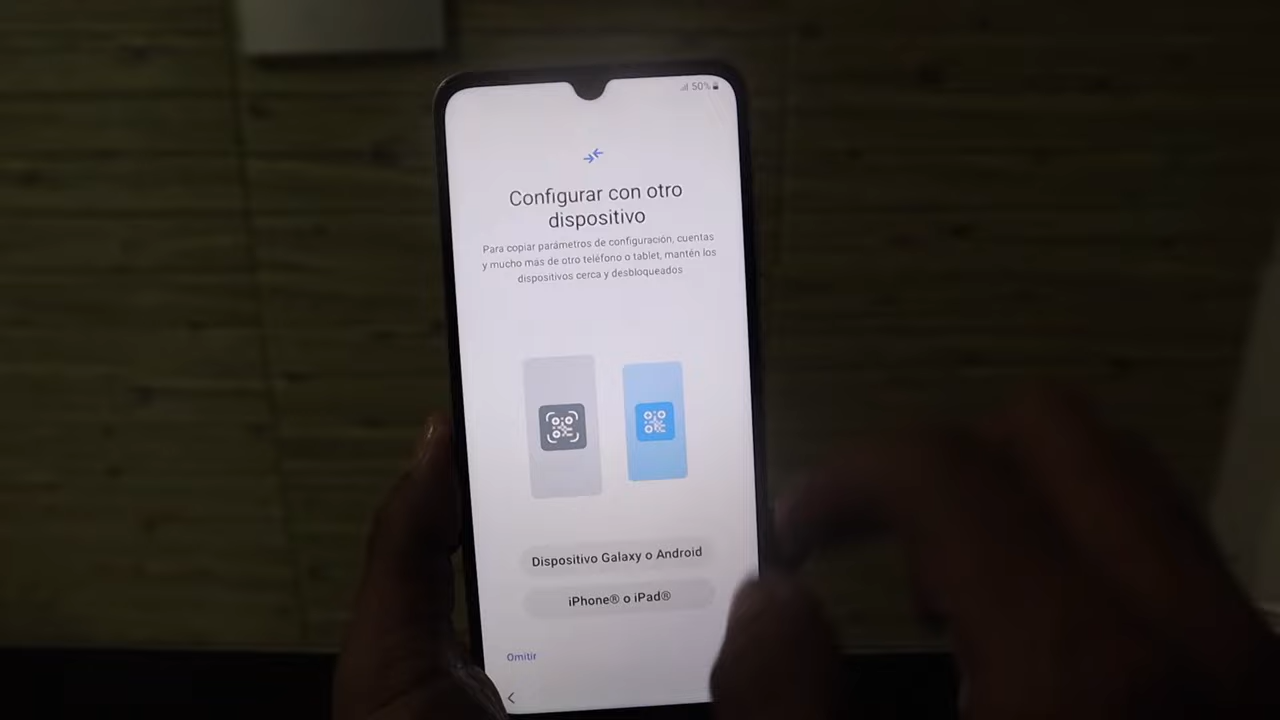 50%
Configurar con otro
dispositivo
Para copiar parámetros de configuración, cuentas
y mucho más de otro teléfono o tablet, mantén los
dispositivos cerca y desbloqueados
Dispositivo Galaxy o Android
iPhone® o iPad®
Omitir